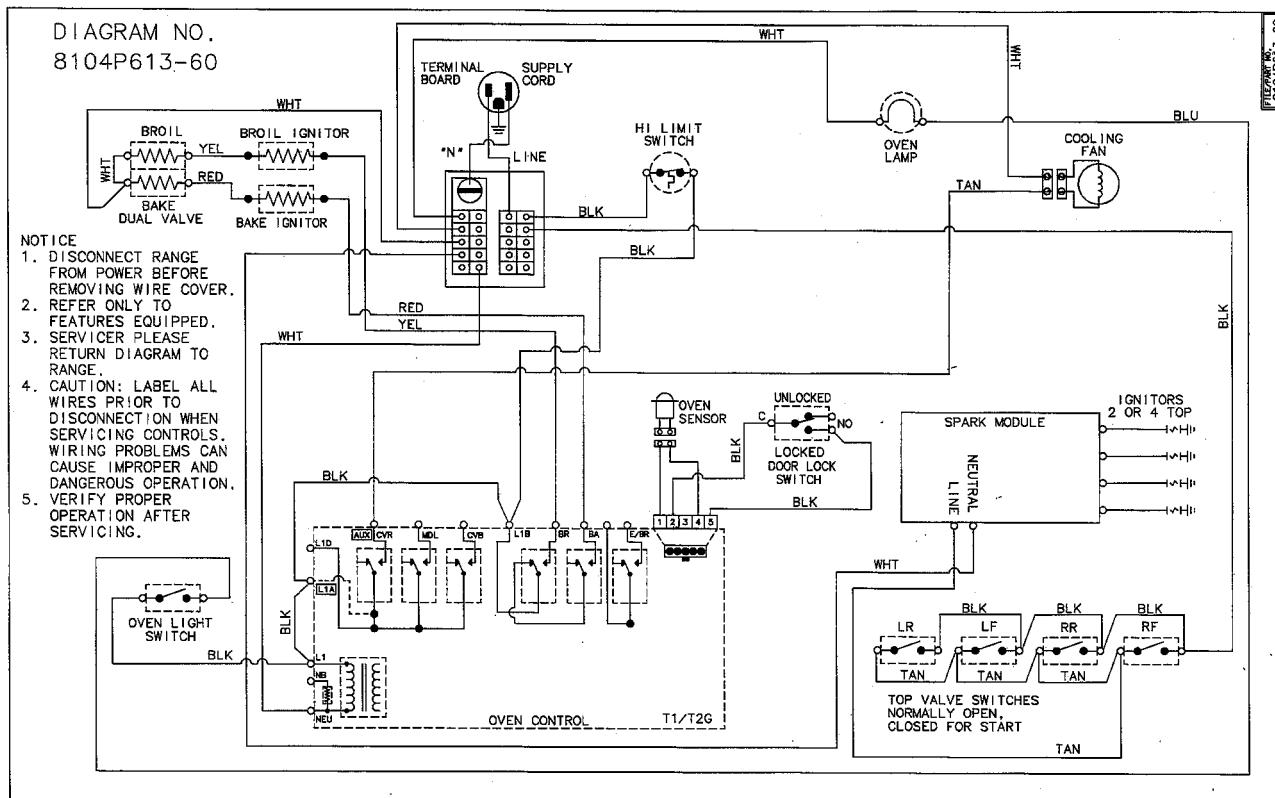 DIAGRAM NO.
8104P613-60
WHT
BROIL
BROIL IGNITOR
YEL
WHT
RED
BAKE
DUAL VALVE
BAKE IGNITOR
TERMINAL
BOARD
SUPPLY
CORD
"N"
LINE
HI LIMIT
SWITCH
BLK
BLK
WHT
WHT
OVEN
LAMP
BLU
COOLING
FAN
TAN
FILE/PART NO.
NOTICE
1. DISCONNECT RANGE
FROM POWER BEFORE
REMOVING WIRE COVER.
2. REFER ONLY TO
FEATURES EQUIPPED.
3. SERVICER PLEASE
RETURN DIAGRAM TO
RANGE.
4. CAUTION: LABEL ALL
WIRES PRIOR TO
DISCONNECTION WHEN
SERVICING CONTROLS.
WIRING PROBLEMS CAN
CAUSE IMPROPER AND
DANGEROUS OPERATION.
5. VERIFY PROPER
OPERATION AFTER
SERVICING.
RED
YEL
WHT
BLK
OVEN
SENSOR
BLK
C
UNLOCKED
NO
LOCKED
DOOR LOCK
SWITCH
BLK
1 2 3 4 5
BLK
SPARK MODULE
NEUTRAL
LINE
IGNITORS
2 OR 4 TOP
L1D
AUX CVR
MDL
CVB
L1B
BR
BA
E/BR
L1A
BLK
L1
NB
NEU
OVEN CONTROL
T1/T2G
OVEN LIGHT
SWITCH
BLK
WHT
BLK
BLK
BLK
LR
LF
RR
RF
TAN
TAN
TAN
TOP VALVE SWITCHES
NORMALLY OPEN,
CLOSED FOR START
TAN